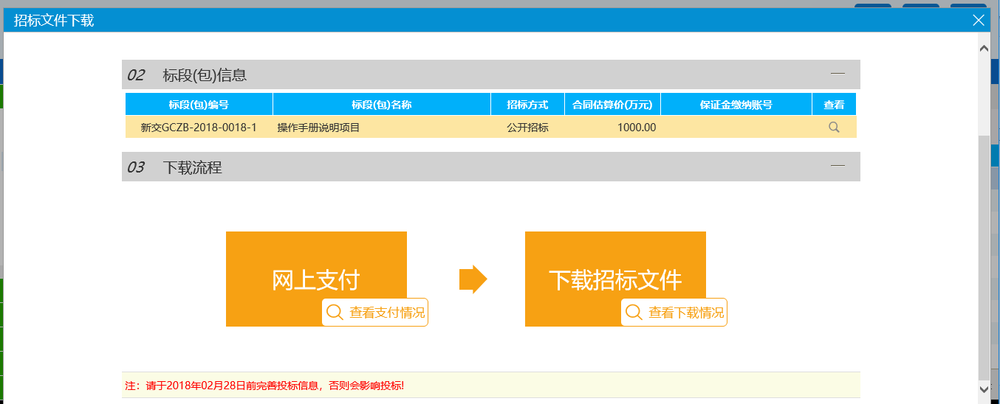 招标文件下载
02 标段(包)信息
标段(包)编号 标段(包)名称 招标方式 合同估算价(万元) 保证金缴纳账号 查看
新交GCZB-2018-0018-1 操作手册说明项目 公开招标 1000.00
03 下载流程
网上支付 下载招标文件
查看支付情况 查看下载情况
注：请于2018年02月28日前完善投标信息，否则会影响投标!